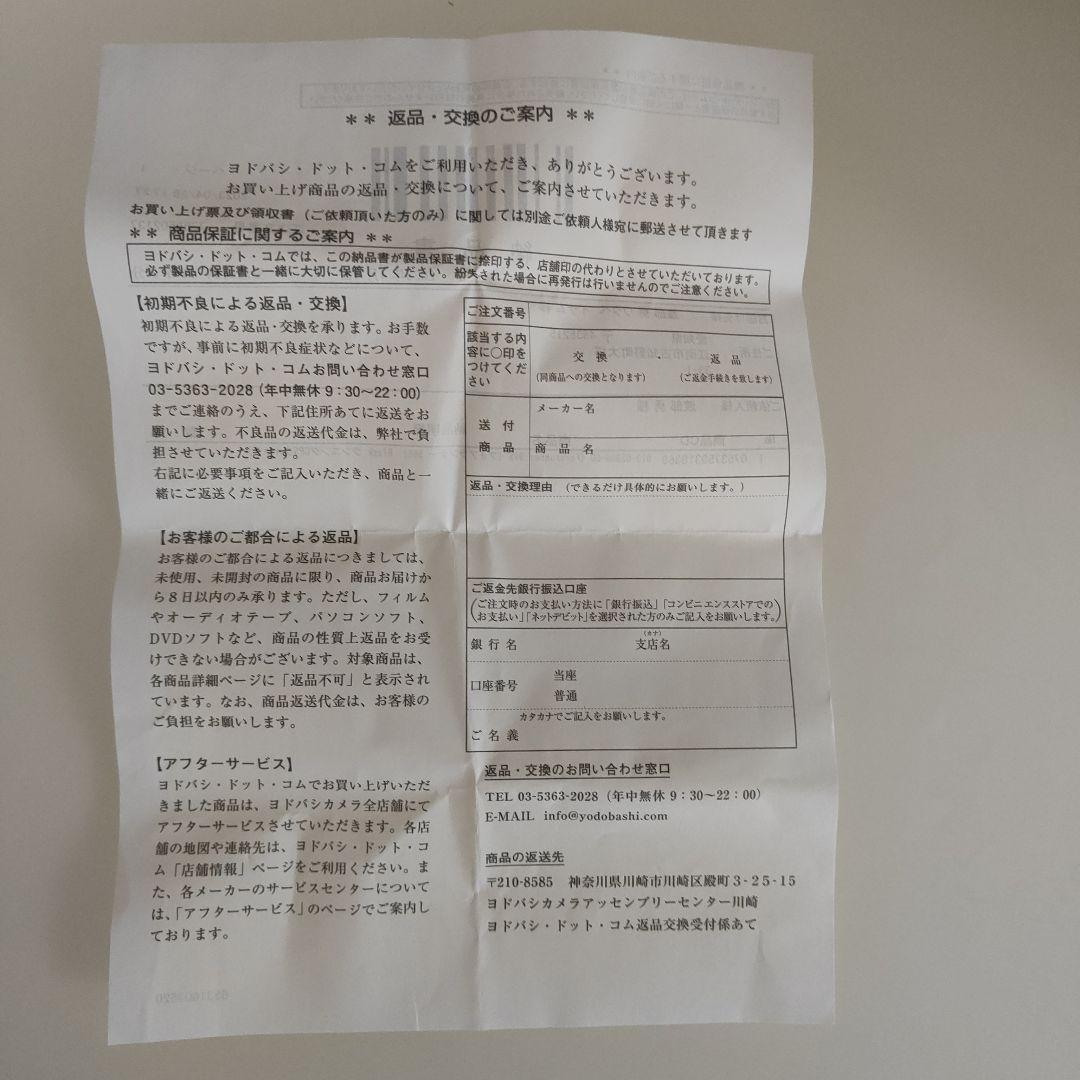 ＊＊ 返品・交換のご案内 ＊＊
ヨドバシ・ドット・コムをご利用いただき、ありがとうございます。
お買い上げ商品の返品・交換について、ご案内させていただきます。
お買い上げ票及び領収書（ご依頼頂いた方のみ）に関しては別途ご依頼人様宛に郵送させて頂きます
＊＊ 商品保証に関するご案内 ＊＊
ヨドバシ・ドット・コムでは、この納品書が製品保証書に捺印する、店舗印の代わりとさせていただいております。
必ず製品の保証書と一緒に大切に保管してください。紛失された場合に再発行は行いませんのでご注意ください。
【初期不良による返品・交換】
初期不良による返品・交換を承ります。お手数
ですが、事前に初期不良症状などについて、
ヨドバシ・ドット・コムお問い合わせ窓口
03-5363-2028（年中無休 9：30〜22：00）
までご連絡のうえ、下記住所あてに返送をお
願いします。不良品の返送代金は、弊社で負
担させていただきます。
右記に必要事項をご記入いただき、商品と一
緒にご返送ください。
【お客様のご都合による返品】
お客様のご都合による返品につきましては、
未使用、未開封の商品に限り、商品お届けか
ら８日以内のみ承ります。ただし、フィルム
やオーディオテープ、パソコンソフト、
DVDソフトなど、商品の性質上返品をお受
けできない場合がございます。対象商品は、
各商品詳細ページに「返品不可」と表示され
ています。なお、商品返送代金は、お客様の
ご負担をお願いします。
【アフターサービス】
ヨドバシ・ドット・コムでお買い上げいただ
きました商品は、ヨドバシカメラ全店舗にて
アフターサービスさせていただきます。各店
舗の地図や連絡先は、ヨドバシ・ドット・コ
ム「店舗情報」ページをご利用ください。ま
た、各メーカーのサービスセンターについて
は、「アフターサービス」のページでご案内し
ております。
ご注文番号
該当する内
容に〇印を
つけてくだ
さい
交 換 ・ 返 品
（同商品への交換となります）（ご返金手続きを致します）
送 付
商 品
メーカー名
商 品 名
返品・交換理由 （できるだけ具体的にお願いします。）
ご返金先銀行振込口座
（ご注文時のお支払い方法に「銀行振込」「コンビニエンスストアでの
お支払い」「ネットデビット」を選択された方のみご記入をお願いします。）
銀 行 名 （カナ）支店名
口座番号 当座
普通
カタカナでご記入をお願いします。
ご 名 義
返品・交換のお問い合わせ窓口
TEL 03-5363-2028（年中無休 9：30〜22：00）
E-MAIL info@yodobashi.com
商品の返送先
〒210-8585 神奈川県川崎市川崎区殿町３-２５-１５
ヨドバシカメラアッセンブリーセンター川崎
ヨドバシ・ドット・コム返品交換受付係あて